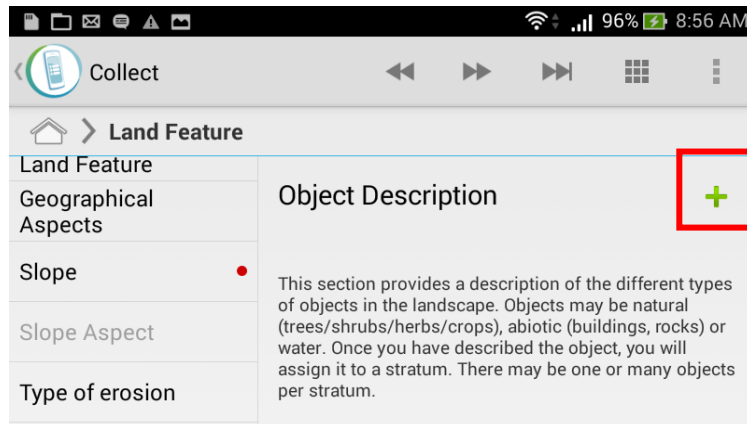 96% 8:56 AM
Collect
Land Feature
Land Feature
Geographical
Aspects
Slope
Slope Aspect
Type of erosion
Object Description
This section provides a description of the different types
of objects in the landscape. Objects may be natural
(trees/shrubs/herbs/crops), abiotic (buildings, rocks) or
water. Once you have described the object, you will
assign it to a stratum. There may be one or many objects
per stratum.